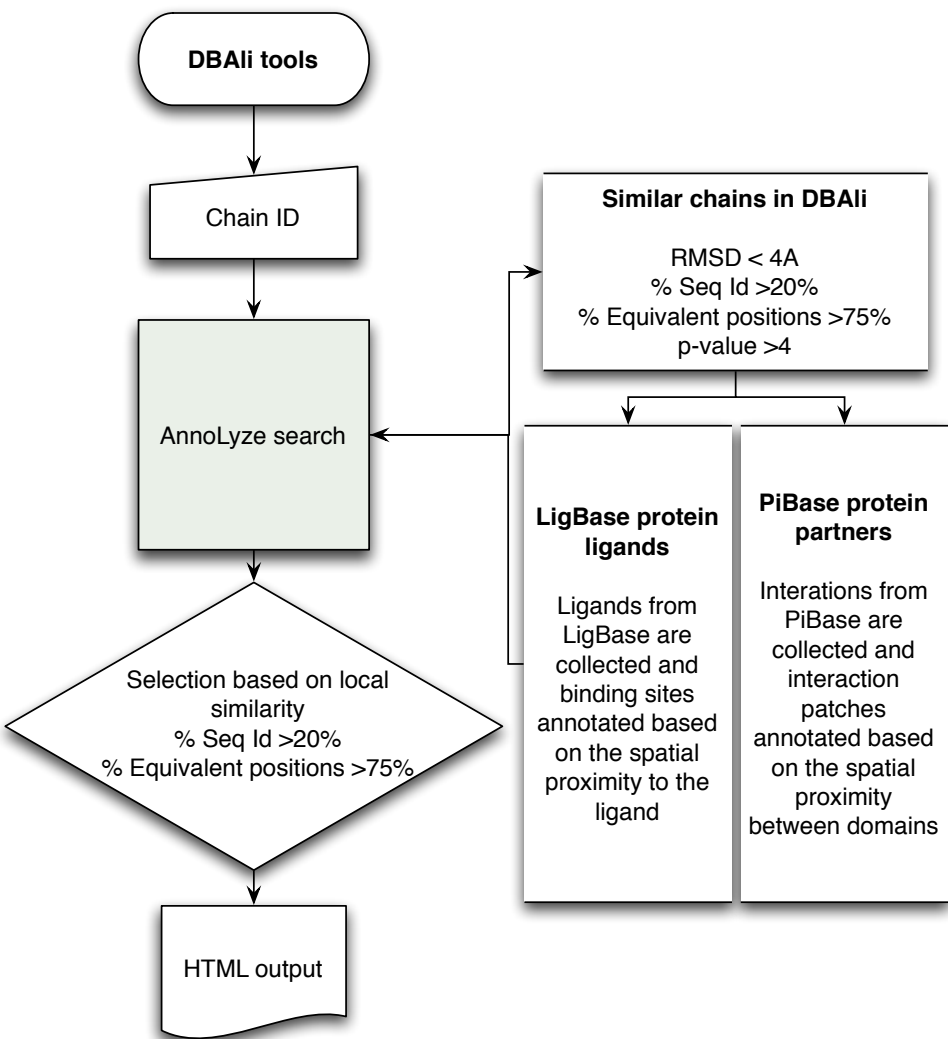 DBAli tools
Chain ID
AnnoLyze search
Selection based on local
similarity
% Seq Id >20%
% Equivalent positions >75%
HTML output
Similar chains in DBAli
RMSD < 4A
% Seq Id >20%
% Equivalent positions >75%
p-value >4
LigBase protein
ligands
Ligands from
LigBase are
collected and
binding sites
annotated based
on the spatial
proximity to the
ligand
PiBase protein
partners
Interations from
PiBase are
collected and
interaction
patches
annotated based
on the spatial
proximity
between domains